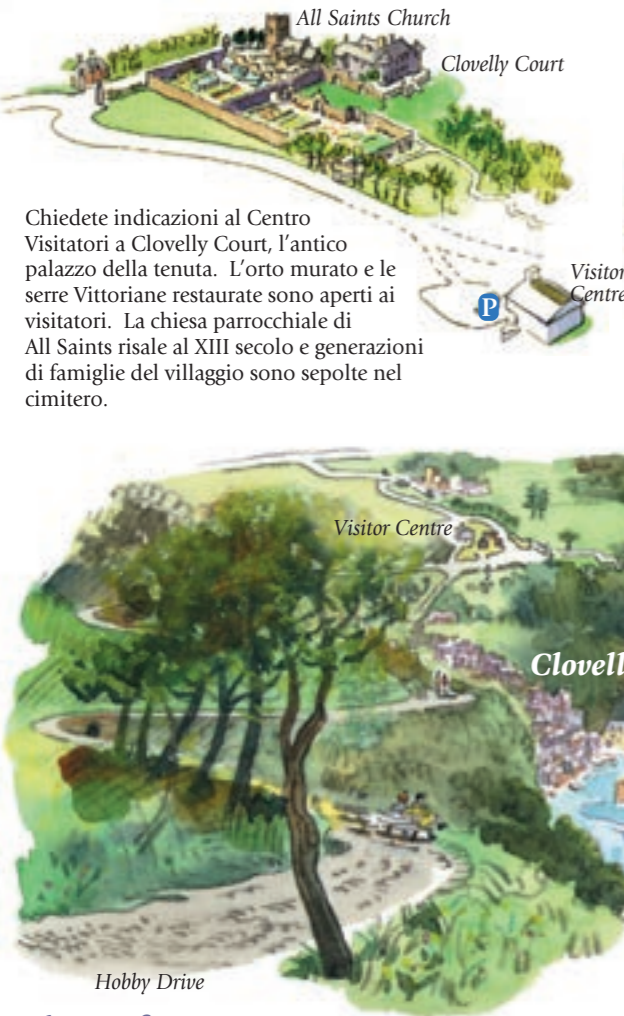 All Saints Church
Clovelly Court
Chiedete indicazioni al Centro
Visitatori a Clovelly Court, l'antico
palazzo della tenuta. L'orto murato e le
serre Vittoriane restaurate sono aperti ai
visitatori. La chiesa parrocchiale di
All Saints risale al XIII secolo e generazioni
di famiglie del villaggio sono sepolte nel
cimitero.
Visitor
Centre
P
Visitor Centre
Clovell
Hobby Drive